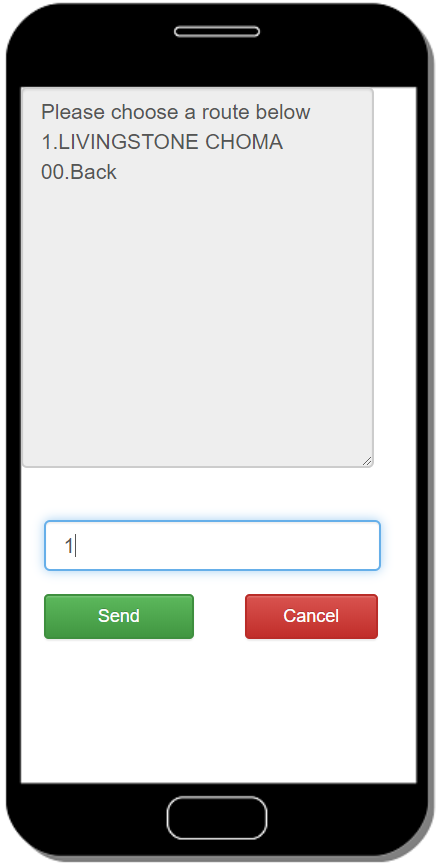 Please choose a route below
1.LIVINGSTONE CHOMA
00.Back
1
Send
Cancel